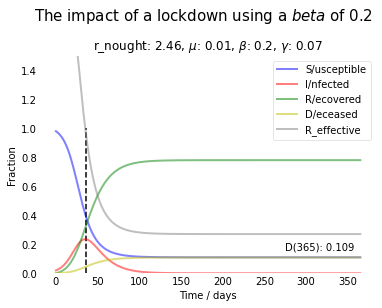 The impact of a lockdown using a beta of 0.2
r_nought: 2.46, μ: 0.01, β: 0.2, γ: 0.07
1.4
1.2
1.0
0.8
0.6
0.4
0.2
0.0
Fraction
S/usceptible
I/nfected
R/ecovered
D/eceased
R_effective
D(365): 0.109
0 50 100 150 200 250 300 350
Time / days